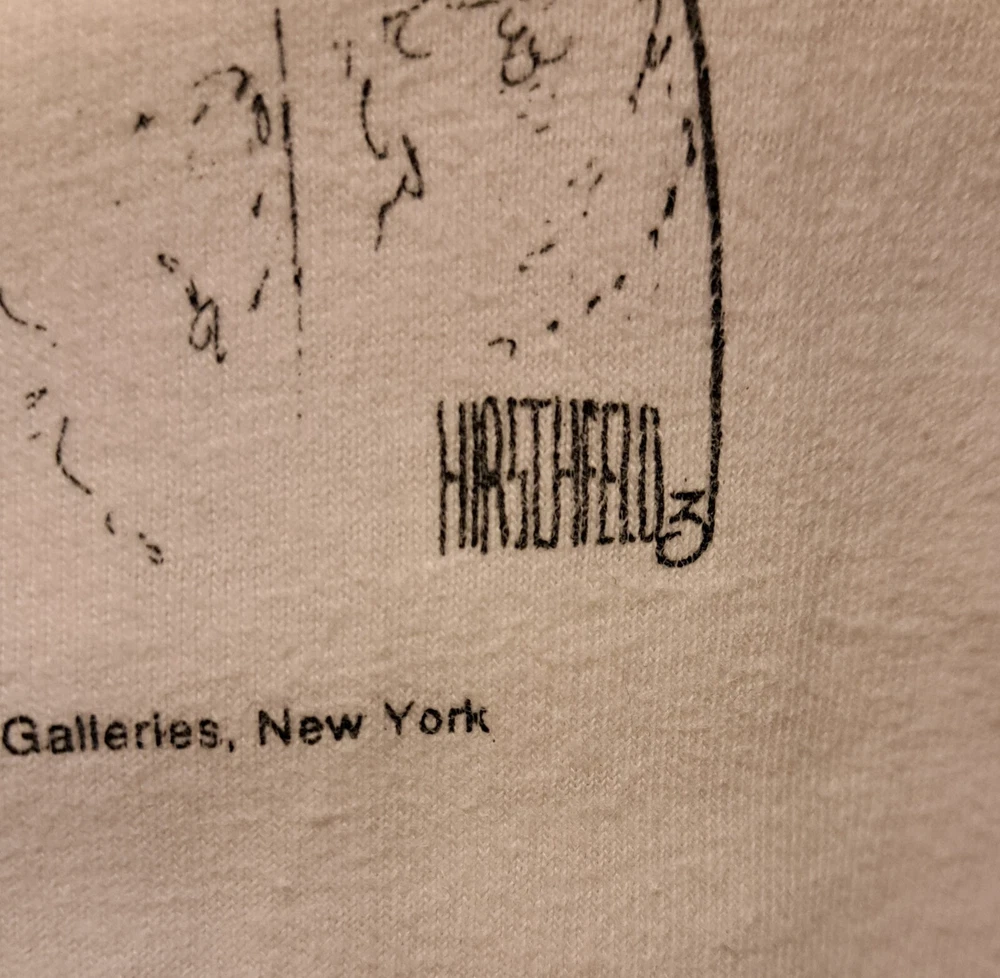 HIRSCHFELD 3
Galleries, New York